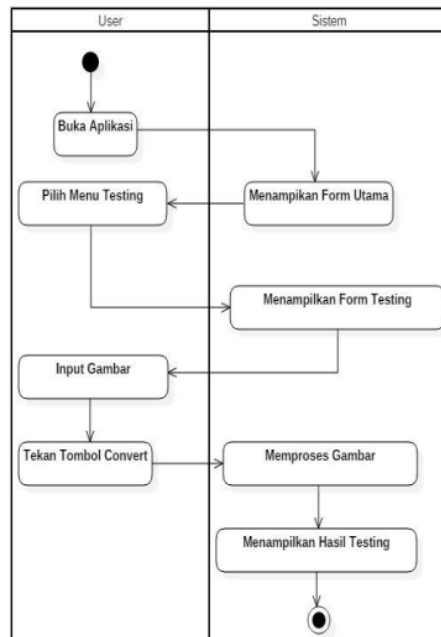 User
Sistem
Buka Aplikasi
Menampikan Form Utama
Pilih Menu Testing
Menampilkan Form Testing
Input Gambar
Tekan Tombol Convert
Memproses Gambar
Menampilkan Hasil Testing